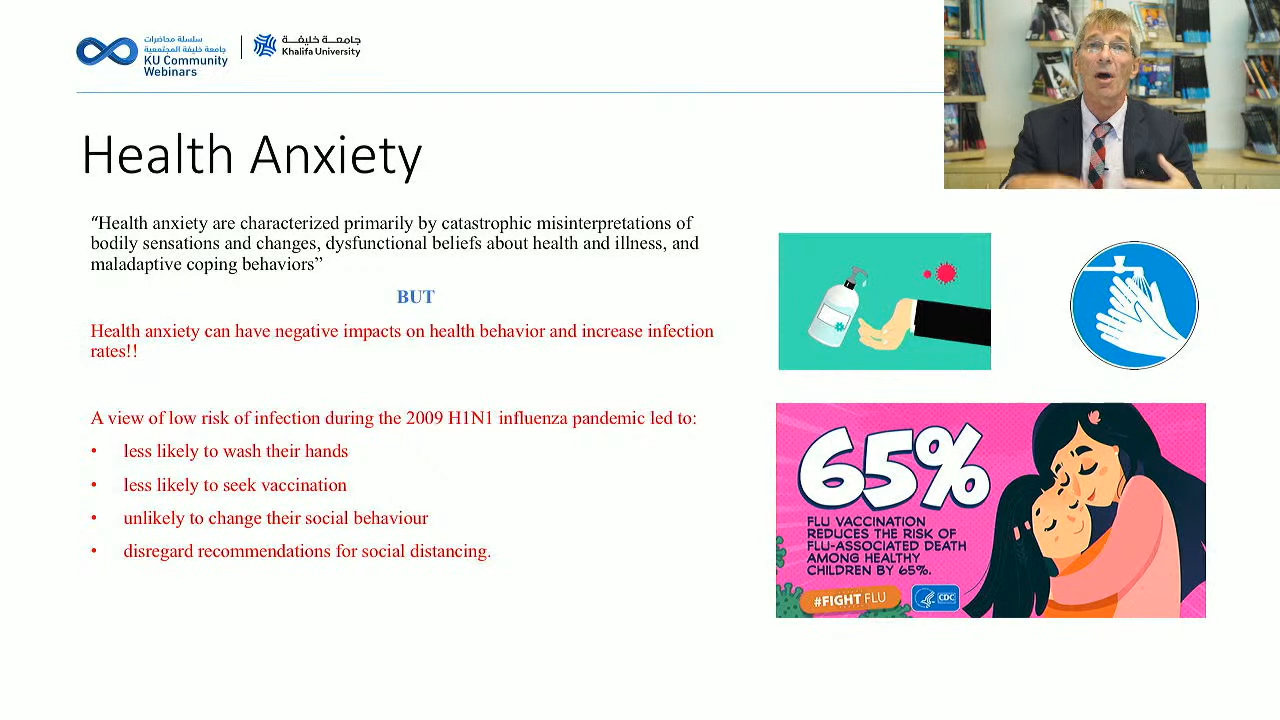 سلسلة محاضرات
جامعة خليفة المجتمعية
KU Community
Webinars
جامعــة خليفــة
Khalifa University
Health Anxiety
“Health anxiety are characterized primarily by catastrophic misinterpretations of
bodily sensations and changes, dysfunctional beliefs about health and illness, and
maladaptive coping behaviors”
BUT
Health anxiety can have negative impacts on health behavior and increase infection
rates!!
A view of low risk of infection during the 2009 H1N1 influenza pandemic led to:
• less likely to wash their hands
• less likely to seek vaccination
• unlikely to change their social behaviour
• disregard recommendations for social distancing.
65%
FLU VACCINATION
REDUCES THE RISK OF
FLU-ASSOCIATED DEATH
AMONG HEALTHY
CHILDREN BY 65%.
#FIGHT FLU
CDC